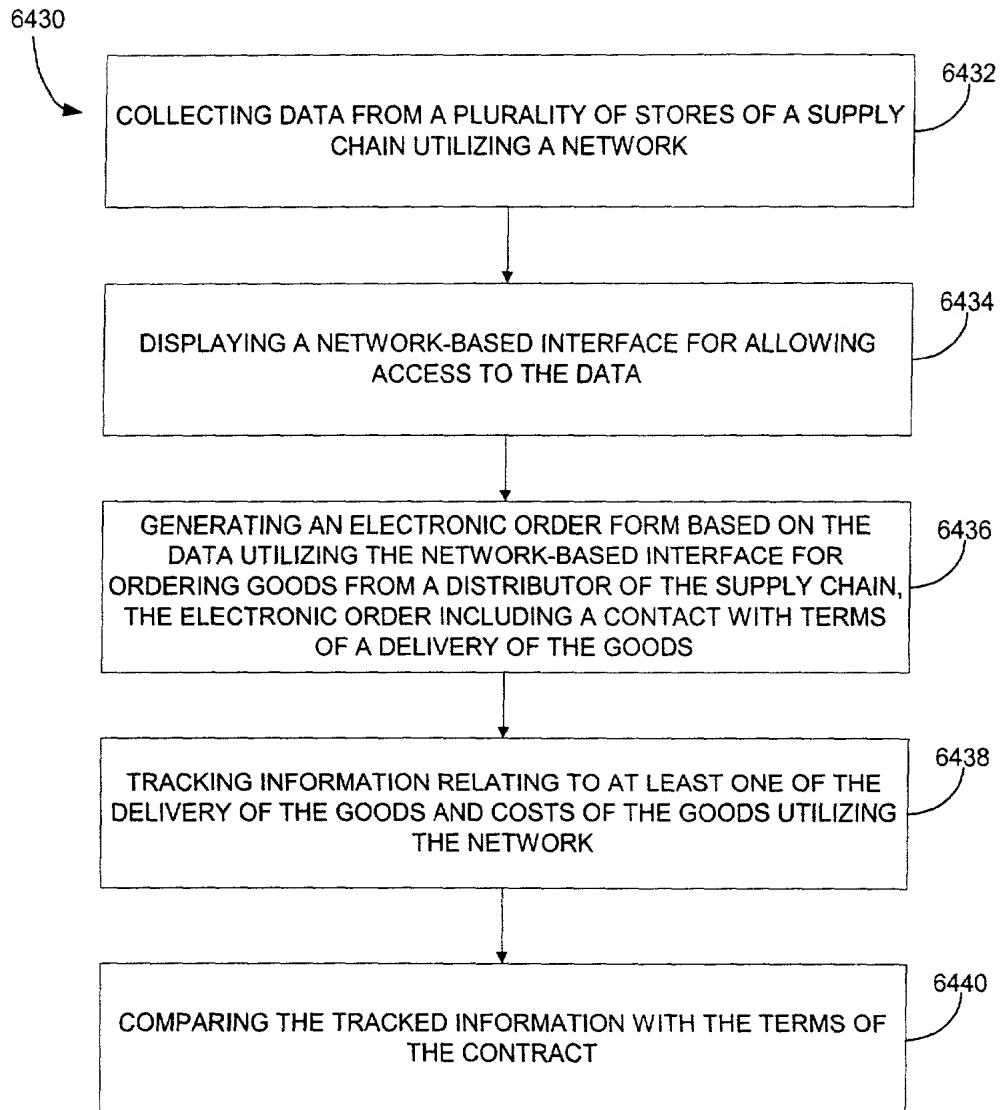 6430
6432
COLLECTING DATA FROM A PLURALITY OF STORES OF A SUPPLY
CHAIN UTILIZING A NETWORK
6434
DISPLAYING A NETWORK-BASED INTERFACE FOR ALLOWING
ACCESS TO THE DATA
6436
GENERATING AN ELECTRONIC ORDER FORM BASED ON THE
DATA UTILIZING THE NETWORK-BASED INTERFACE FOR
ORDERING GOODS FROM A DISTRIBUTOR OF THE SUPPLY CHAIN,
THE ELECTRONIC ORDER INCLUDING A CONTACT WITH TERMS
OF A DELIVERY OF THE GOODS
6438
TRACKING INFORMATION RELATING TO AT LEAST ONE OF THE
DELIVERY OF THE GOODS AND COSTS OF THE GOODS UTILIZING
THE NETWORK
6440
COMPARING THE TRACKED INFORMATION WITH THE TERMS OF
THE CONTRACT